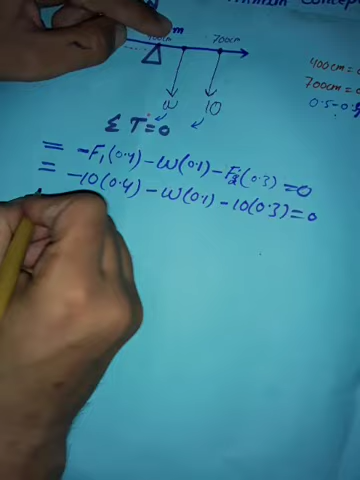 700cm
400cm=
700cm=
0.5-0.
W 10
Σ T=0
= -F₁(0.4)-W(0.1)-F₂(0.3)=0
= -10(0.4)-W(0.1)-10(0.3)=0